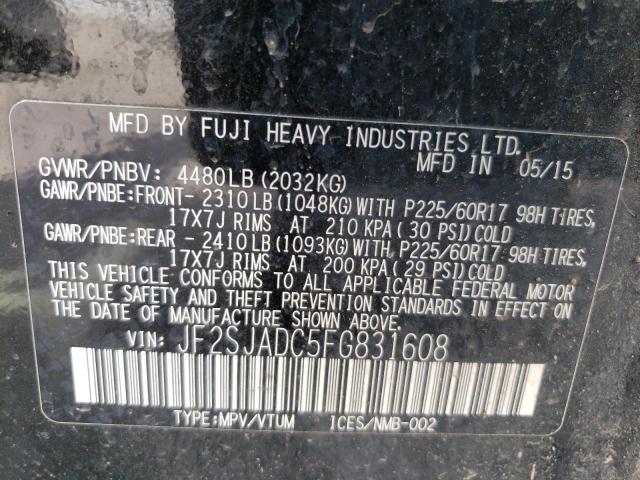 MFD BY FUJI HEAVY INDUSTRIES LTD.
MFD IN 05/15
GVWR/PNBV: 4480LB (2032KG)
GAWR/PNBE:FRONT- 2310LB (1048KG) WITH P225/60R17 98H TIRES,
17X7J RIMS AT 210 KPA ( 30 PSI) COLD
GAWR/PNBE:REAR - 2410LB (1093KG) WITH P225/60R17 98H TIRES,
17X7J RIMS AT 200 KPA ( 29 PSI) COLD
THIS VEHICLE CONFORMS TO ALL APPLICABLE FEDERAL MOTOR
VEHICLE SAFETY AND THEFT PREVENTION STANDARDS IN EFFECT
ON THE DATE OF MANUFACTURE SHOWN ABOVE.
VIN: JF2SJADC5FG831608
TYPE:MPV/VTUM ICES/NMB-002